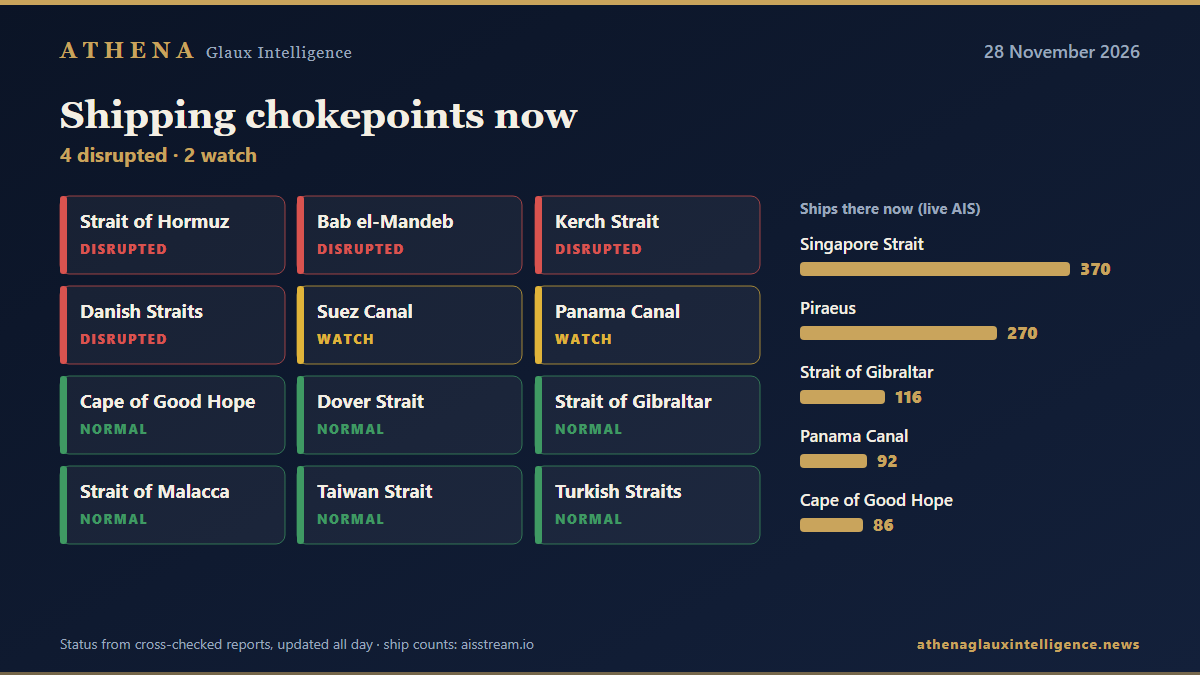 ATHENA Glaux Intelligence
28 November 2026
Shipping chokepoints now
4 disrupted · 2 watch
Strait of Hormuz
DISRUPTED
Bab el-Mandeb
DISRUPTED
Kerch Strait
DISRUPTED
Danish Straits
DISRUPTED
Suez Canal
WATCH
Panama Canal
WATCH
Cape of Good Hope
NORMAL
Dover Strait
NORMAL
Strait of Gibraltar
NORMAL
Strait of Malacca
NORMAL
Taiwan Strait
NORMAL
Turkish Straits
NORMAL
Ships there now (live AIS)
Singapore Strait
370
Piraeus
270
Strait of Gibraltar
116
Panama Canal
92
Cape of Good Hope
86
Status from cross-checked reports, updated all day · ship counts: aisstream.io
athenaglauxintelligence.news